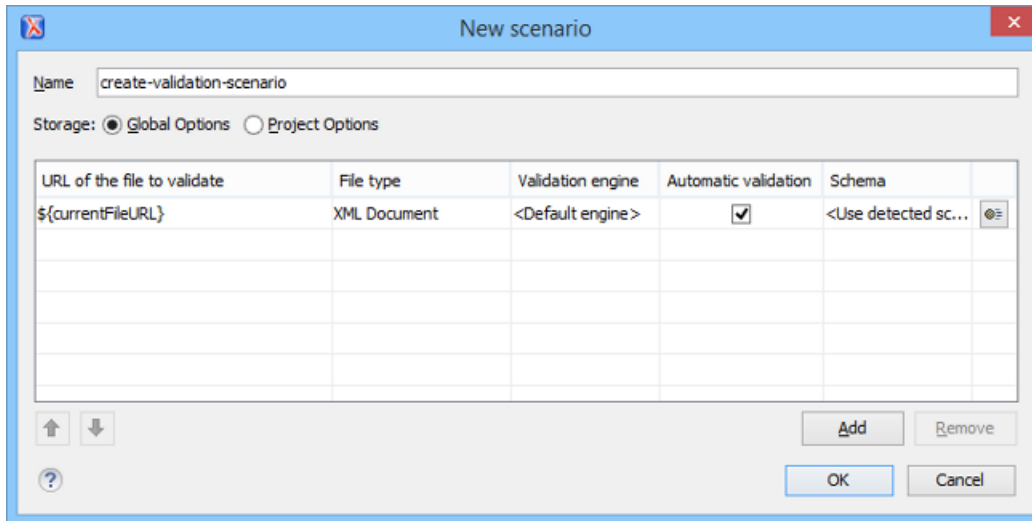 New scenario
Name create-validation-scenario
Storage: Global Options Project Options
URL of the file to validate File type Validation engine Automatic validation Schema
${currentFileURL} XML Document <Default engine> <Use detected sc...
Add Remove
? OK Cancel